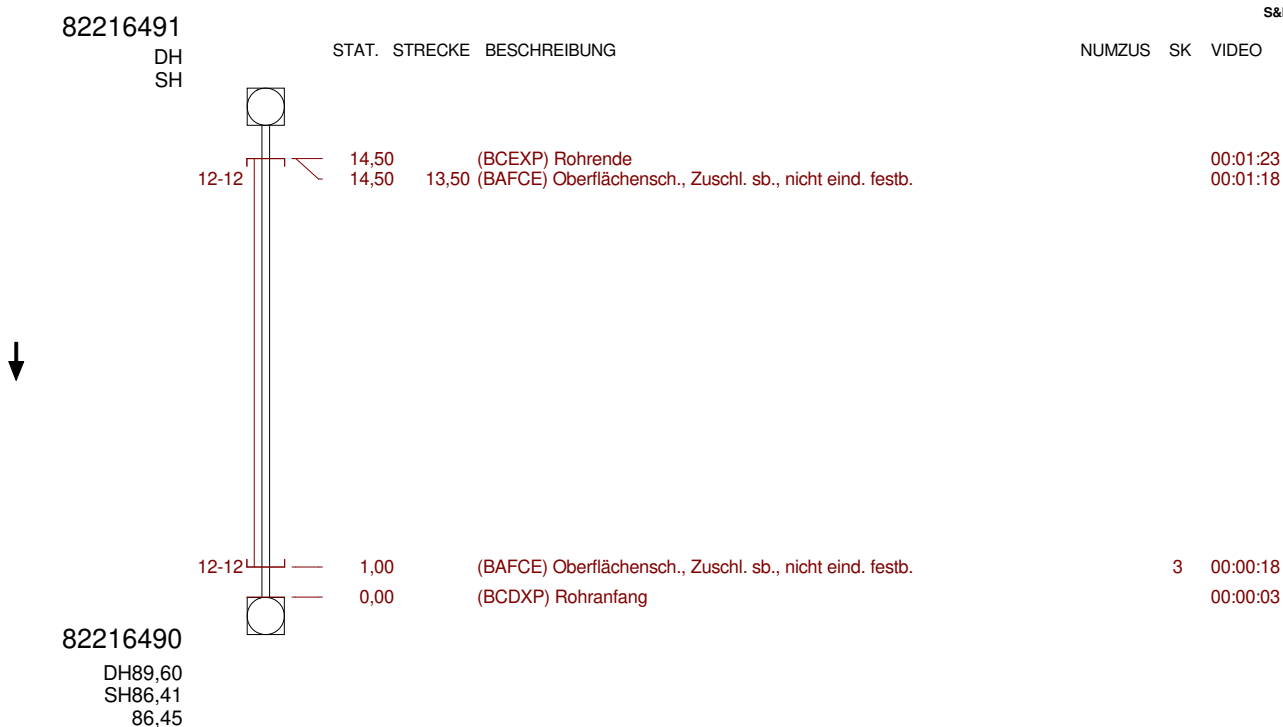 S&
82216491
DH
SH
STAT. STRECKE BESCHREIBUNG NUMZUS SK VIDEO
14,50 (BCEXP) Rohrende 00:01:23
12-12 14,50 13,50 (BAFCE) Oberflächensch., Zuschl. sb., nicht eind. festb. 00:01:18
12-12 1,00 (BAFCE) Oberflächensch., Zuschl. sb., nicht eind. festb. 3 00:00:18
0,00 (BCDXP) Rohranfang 00:00:03
82216490
DH89,60
SH86,41
86,45